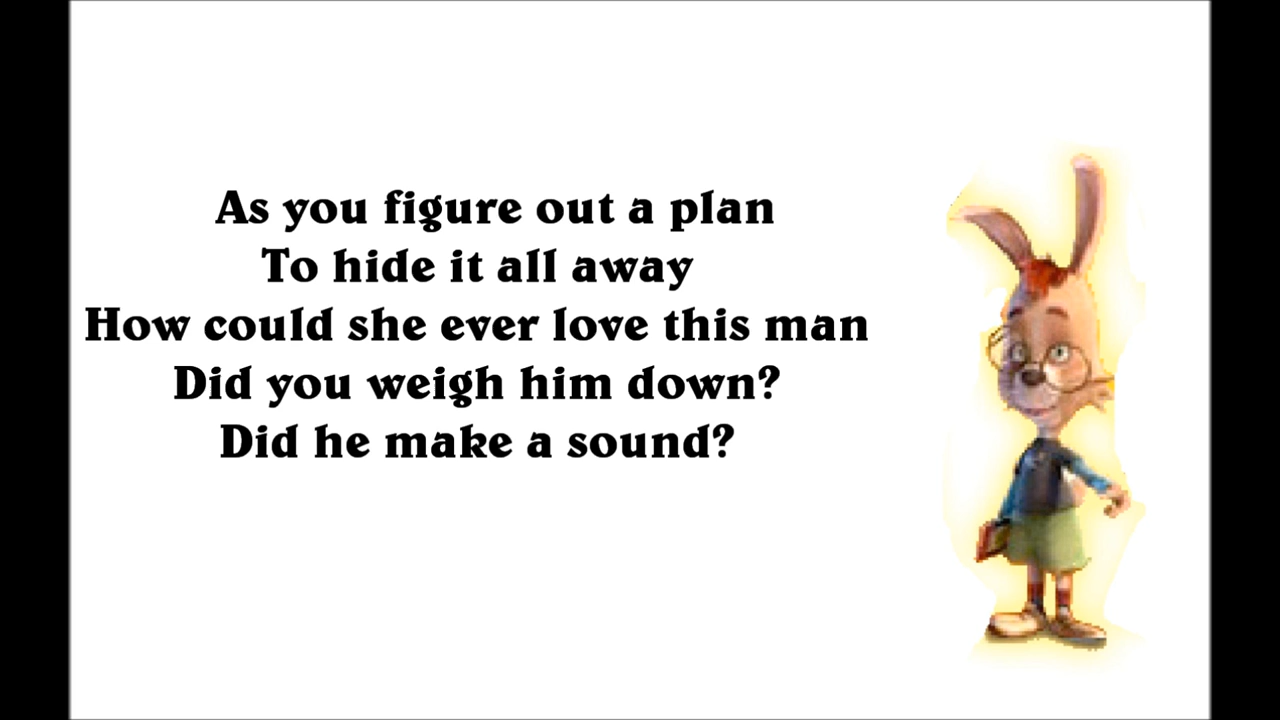 As you figure out a plan
To hide it all away
How could she ever love this man
Did you weigh him down?
Did he make a sound?